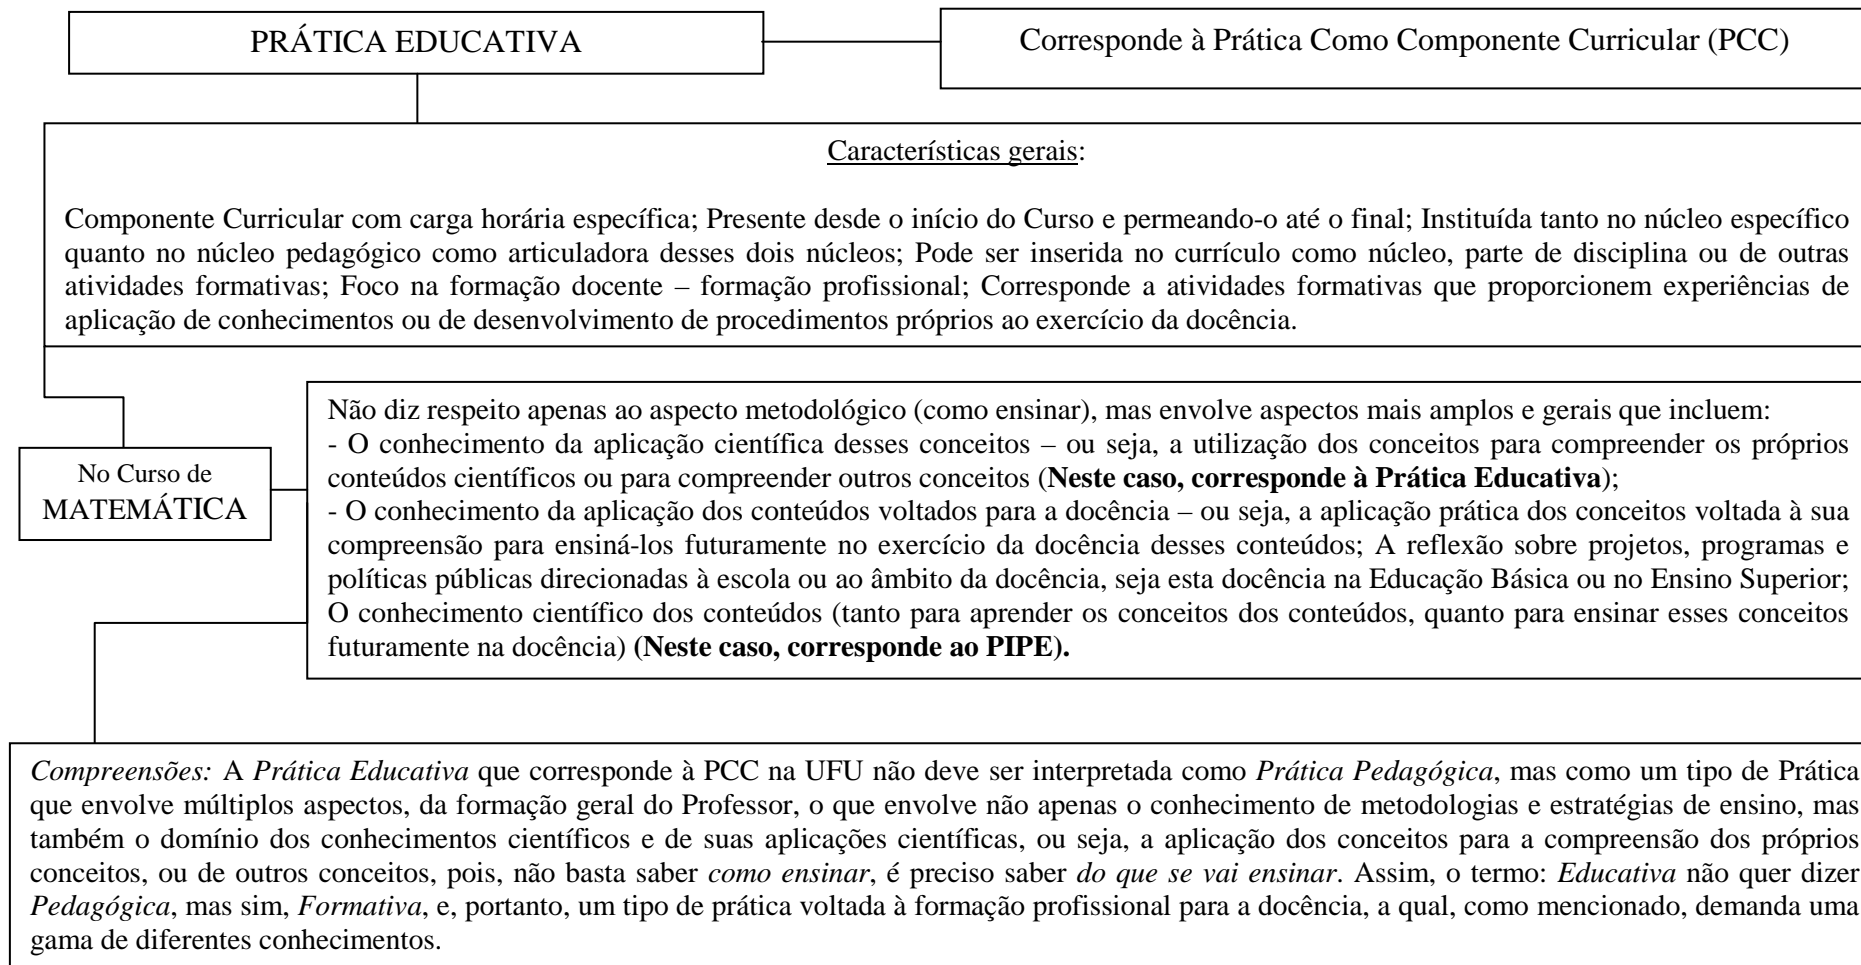 PRÁTICA EDUCATIVA
Corresponde à Prática Como Componente Curricular (PCC)
Características gerais:
Componente Curricular com carga horária específica; Presente desde o início do Curso e permeando-o até o final; Instituída tanto no núcleo específico
quanto no núcleo pedagógico como articuladora desses dois núcleos; Pode ser inserida no currículo como núcleo, parte de disciplina ou de outras
atividades formativas; Foco na formação docente – formação profissional; Corresponde a atividades formativas que proporcionem experiências de
aplicação de conhecimentos ou de desenvolvimento de procedimentos próprios ao exercício da docência.
No Curso de
MATEMÁTICA
Não diz respeito apenas ao aspecto metodológico (como ensinar), mas envolve aspectos mais amplos e gerais que incluem:
- O conhecimento da aplicação científica desses conceitos – ou seja, a utilização dos conceitos para compreender os próprios
conteúdos científicos ou para compreender outros conceitos (Neste caso, corresponde à Prática Educativa);
- O conhecimento da aplicação dos conteúdos voltados para a docência – ou seja, a aplicação prática dos conceitos voltada à sua
compreensão para ensiná-los futuramente no exercício da docência desses conteúdos; A reflexão sobre projetos, programas e
políticas públicas direcionadas à escola ou ao âmbito da docência, seja esta docência na Educação Básica ou no Ensino Superior;
O conhecimento científico dos conteúdos (tanto para aprender os conceitos dos conteúdos, quanto para ensinar esses conceitos
futuramente na docência) (Neste caso, corresponde ao PIPE).
Compreensões: A Prática Educativa que corresponde à PCC na UFU não deve ser interpretada como Prática Pedagógica, mas como um tipo de Prática
que envolve múltiplos aspectos, da formação geral do Professor, o que envolve não apenas o conhecimento de metodologias e estratégias de ensino, mas
também o domínio dos conhecimentos científicos e de suas aplicações científicas, ou seja, a aplicação dos conceitos para a compreensão dos próprios
conceitos, ou de outros conceitos, pois, não basta saber como ensinar, é preciso saber do que se vai ensinar. Assim, o termo: Educativa não quer dizer
Pedagógica, mas sim, Formativa, e, portanto, um tipo de prática voltada à formação profissional para a docência, a qual, como mencionado, demanda uma
gama de diferentes conhecimentos.